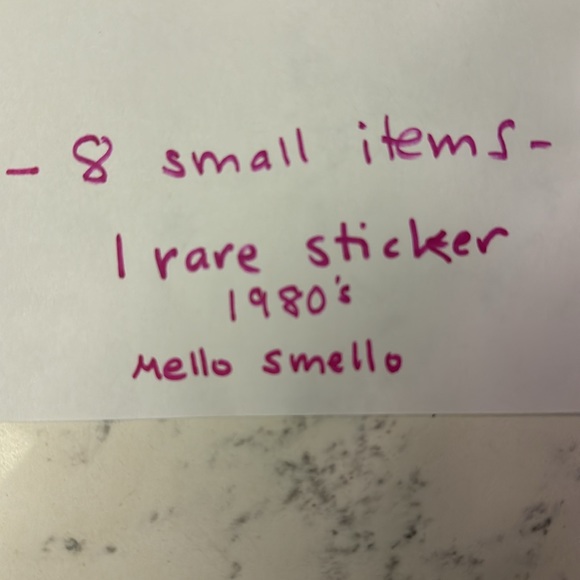 - 8 small items -
1 rare sticker
1980's
Mello smello